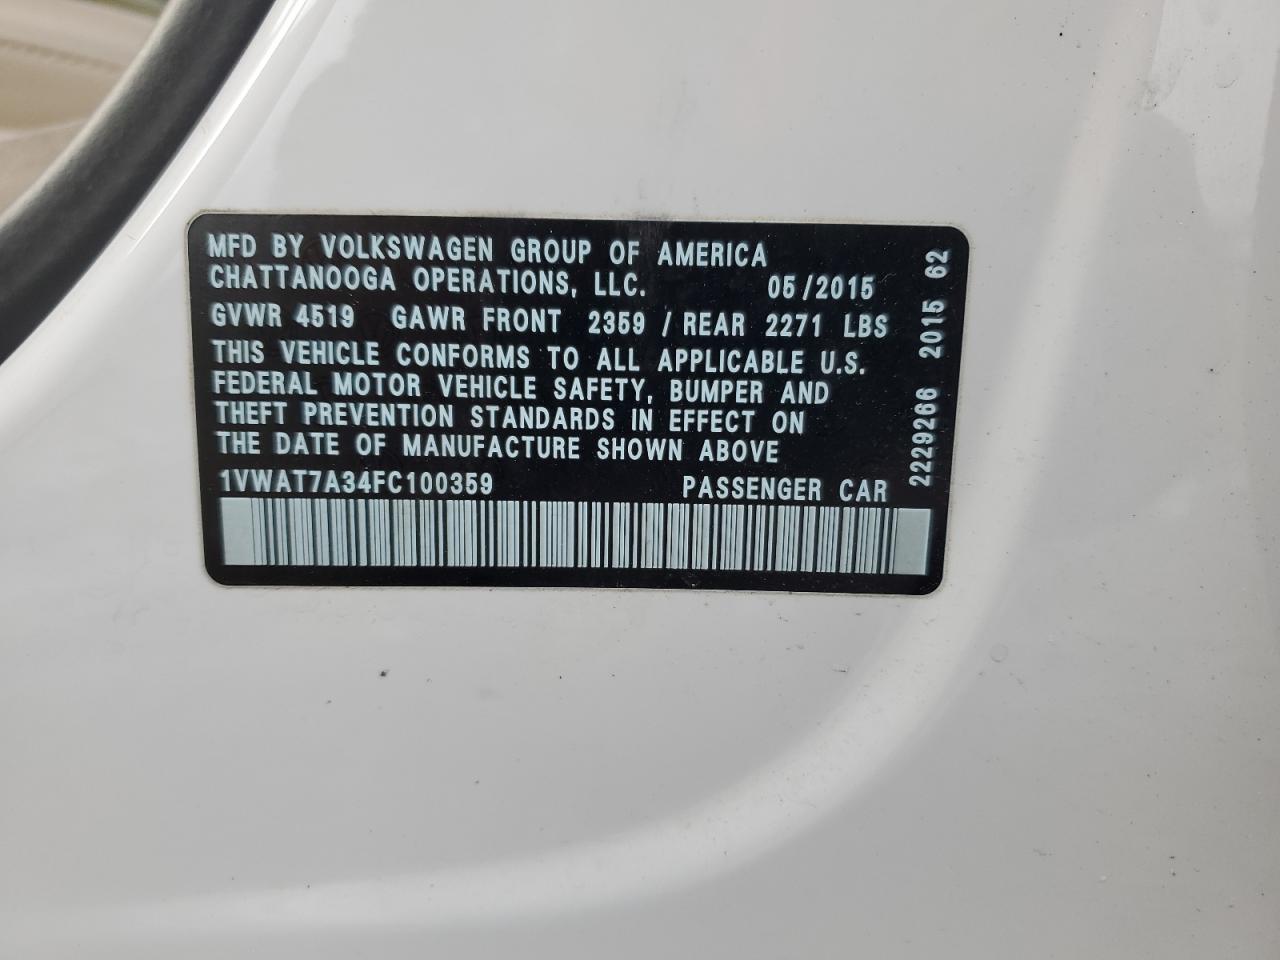 MFD BY VOLKSWAGEN GROUP OF AMERICA
CHATTANOOGA OPERATIONS, LLC. 05/2015
GVWR 4519 GAWR FRONT 2359 / REAR 2271 LBS
THIS VEHICLE CONFORMS TO ALL APPLICABLE U.S.
FEDERAL MOTOR VEHICLE SAFETY, BUMPER AND
THEFT PREVENTION STANDARDS IN EFFECT ON
THE DATE OF MANUFACTURE SHOWN ABOVE
1VWAT7A34FC100359 PASSENGER CAR
2229266 2015 62